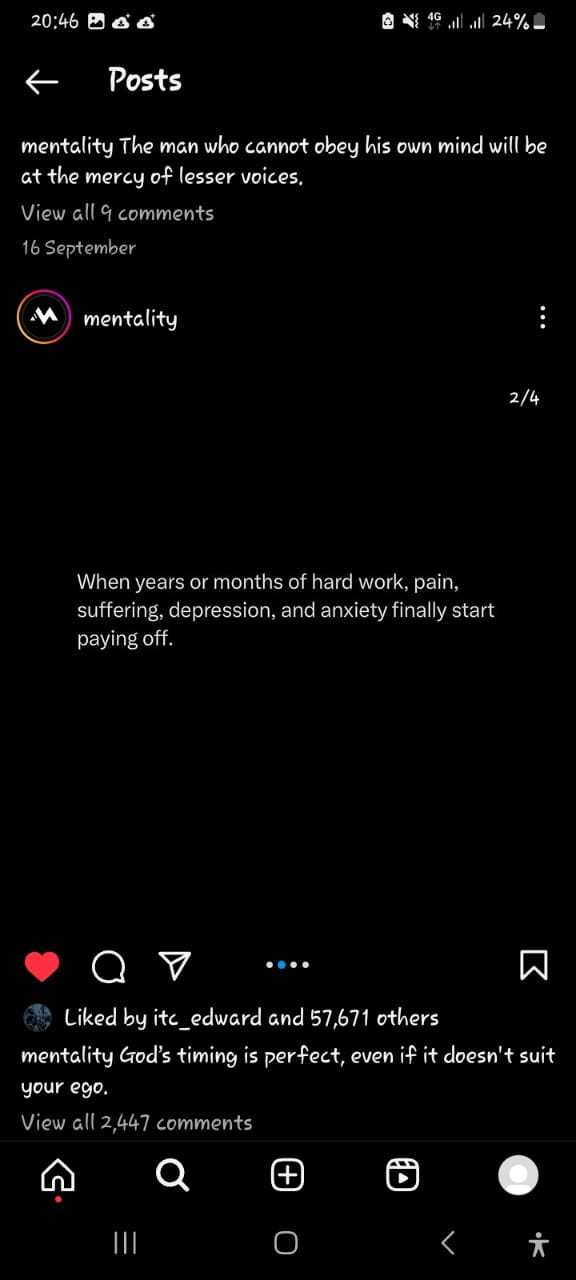 20:46
4G
24%
Posts
mentality The man who cannot obey his own mind will be
at the mercy of lesser voices.
View all 9 comments
16 September
mentality
2/4
When years or months of hard work, pain,
suffering, depression, and anxiety finally start
paying off.
Liked by itc_edward and 57,671 others
mentality God's timing is perfect, even if it doesn't suit
your ego.
View all 2,447 comments